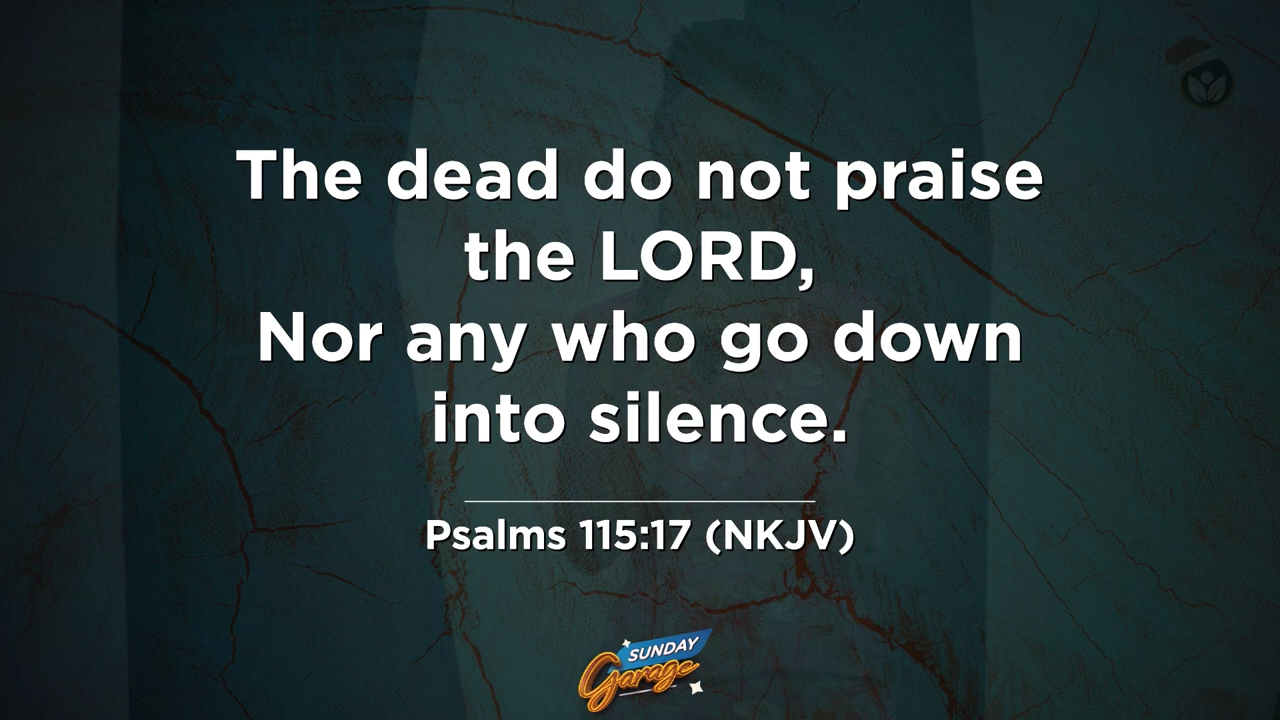 The dead do not praise
the LORD,
Nor any who go down
into silence.
Psalms 115:17 (NKJV)
SUNDAY
Garage